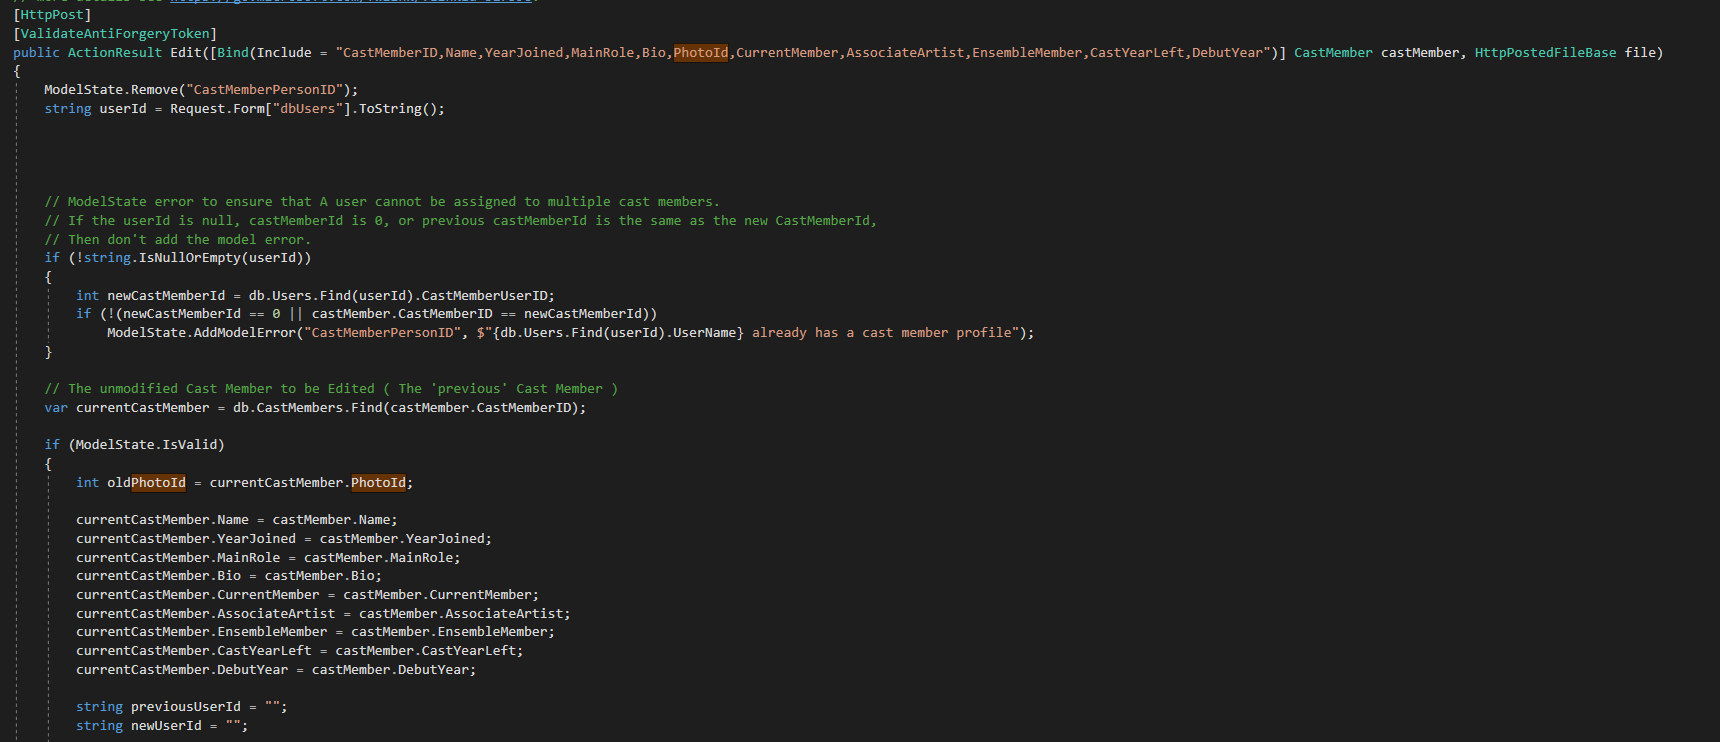 [HttpPost]
[ValidateAntiForgeryToken]
public ActionResult Edit([Bind(Include = "CastMemberID,Name,YearJoined,MainRole,Bio,PhotoId,CurrentMember,AssociateArtist,EnsembleMember,CastYearLeft,DebutYear")] CastMember castMember, HttpPostedFileBase file)
{
ModelState.Remove("CastMemberPersonID");
string userId = Request.Form["dbUsers"].ToString();
// ModelState error to ensure that A user cannot be assigned to multiple cast members.
// If the userId is null, castMemberId is 0, or previous castMemberId is the same as the new CastMemberId,
// Then don't add the model error.
if (!string.IsNullOrEmpty(userId))
{
int newCastMemberId = db.Users.Find(userId).CastMemberUserID;
if (!(newCastMemberId == 0 || castMember.CastMemberID == newCastMemberId))
ModelState.AddModelError("CastMemberPersonID", $"{db.Users.Find(userId).UserName} already has a cast member profile");
}
// The unmodified Cast Member to be Edited ( The 'previous' Cast Member )
var currentCastMember = db.CastMembers.Find(castMember.CastMemberID);
if (ModelState.IsValid)
{
int oldPhotoId = currentCastMember.PhotoId;
currentCastMember.Name = castMember.Name;
currentCastMember.YearJoined = castMember.YearJoined;
currentCastMember.MainRole = castMember.MainRole;
currentCastMember.Bio = castMember.Bio;
currentCastMember.CurrentMember = castMember.CurrentMember;
currentCastMember.AssociateArtist = castMember.AssociateArtist;
currentCastMember.EnsembleMember = castMember.EnsembleMember;
currentCastMember.CastYearLeft = castMember.CastYearLeft;
currentCastMember.DebutYear = castMember.DebutYear;
string previousUserId = "";
string newUserId = "";